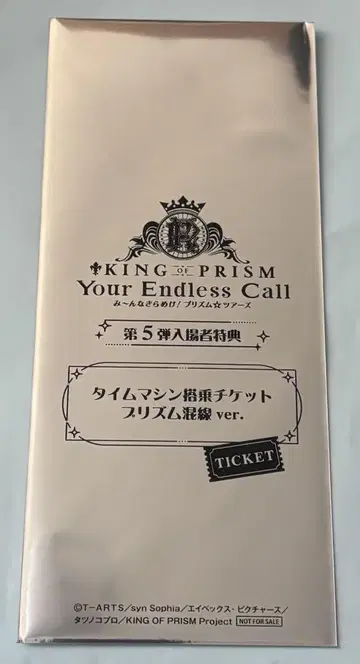 KING OF PRISM
Your Endless Call
み～んなきらめけ!プリズム☆ツアーズ
第5弾入場者特典
タイムマシン搭乗チケット
プリズム混線 ver.
TICKET
©T-ARTS/syn Sophia/エイベックス・ピクチャーズ/
タツノコプロ/KING OF PRISM Project NOT FOR SALE